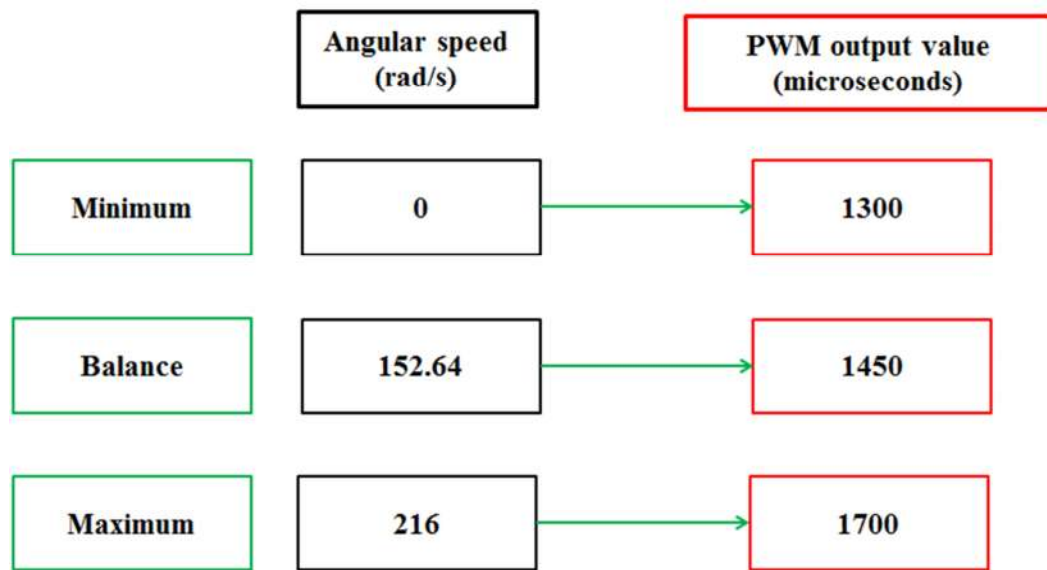 Angular speed
(rad/s)
PWM output value
(microseconds)
Minimum
0
1300
Balance
152.64
1450
Maximum
216
1700